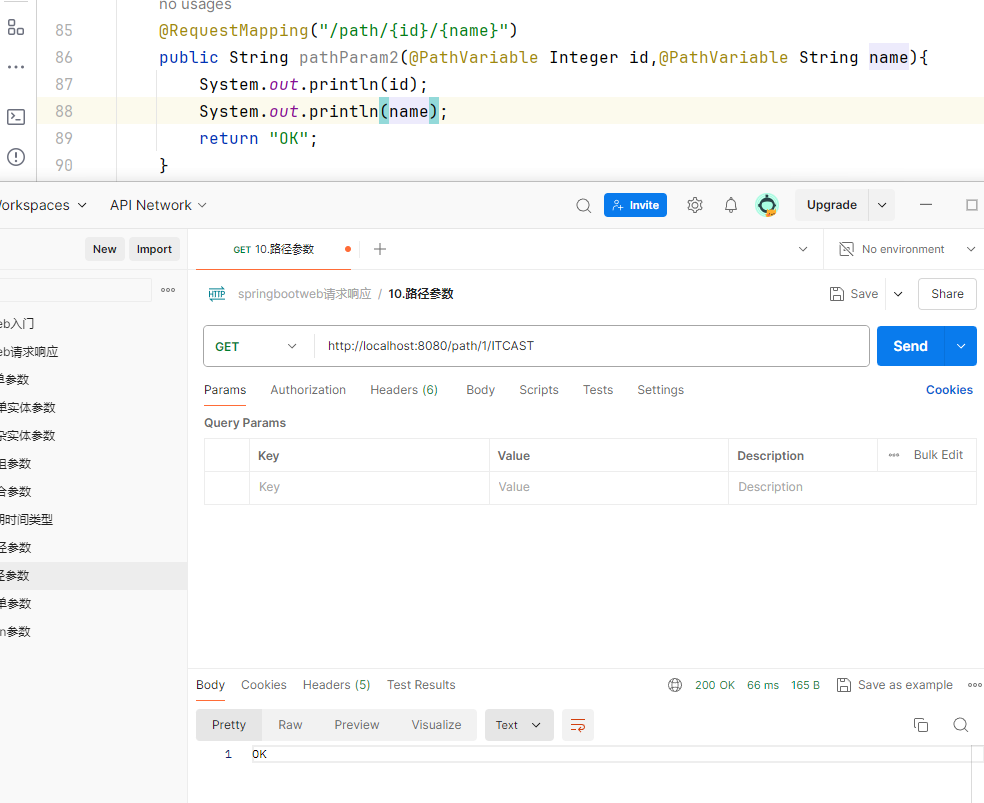 no usages
85 @RequestMapping("/path/{id}/{name}")
86 public String pathParam2(@PathVariable Integer id,@PathVariable String name){
87 System.out.println(id);
88 System.out.println(name);
89 return "OK";
90 }
orkspaces API Network Invite Upgrade
New Import GET 10.路径参数 No environment
HTTP springbootweb请求响应 / 10.路径参数 Save Share
eb入门
GET http://localhost:8080/path/1/ITCAST Send
eb请求响应
单参数
Params Authorization Headers (6) Body Scripts Tests Settings Cookies
单实体参数
Query Params
杂实体参数
Key Value Description Bulk Edit
组参数
Key Value Description
合参数
期时间类型
径参数
径参数
单参数
n参数
Body Cookies Headers (5) Test Results 200 OK 66 ms 165 B Save as example
Pretty Raw Preview Visualize Text
1 OK